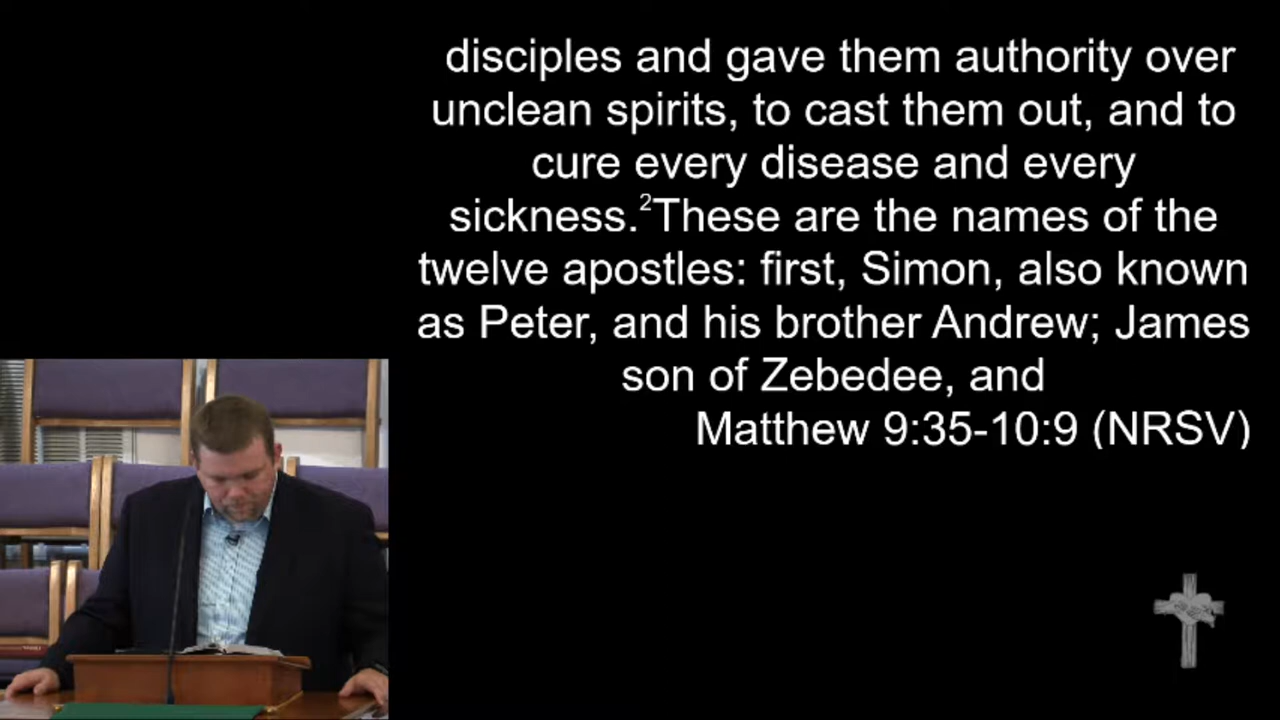 disciples and gave them authority over
unclean spirits, to cast them out, and to
cure every disease and every
sickness.²These are the names of the
twelve apostles: first, Simon, also known
as Peter, and his brother Andrew; James
son of Zebedee, and
Matthew 9:35-10:9 (NRSV)